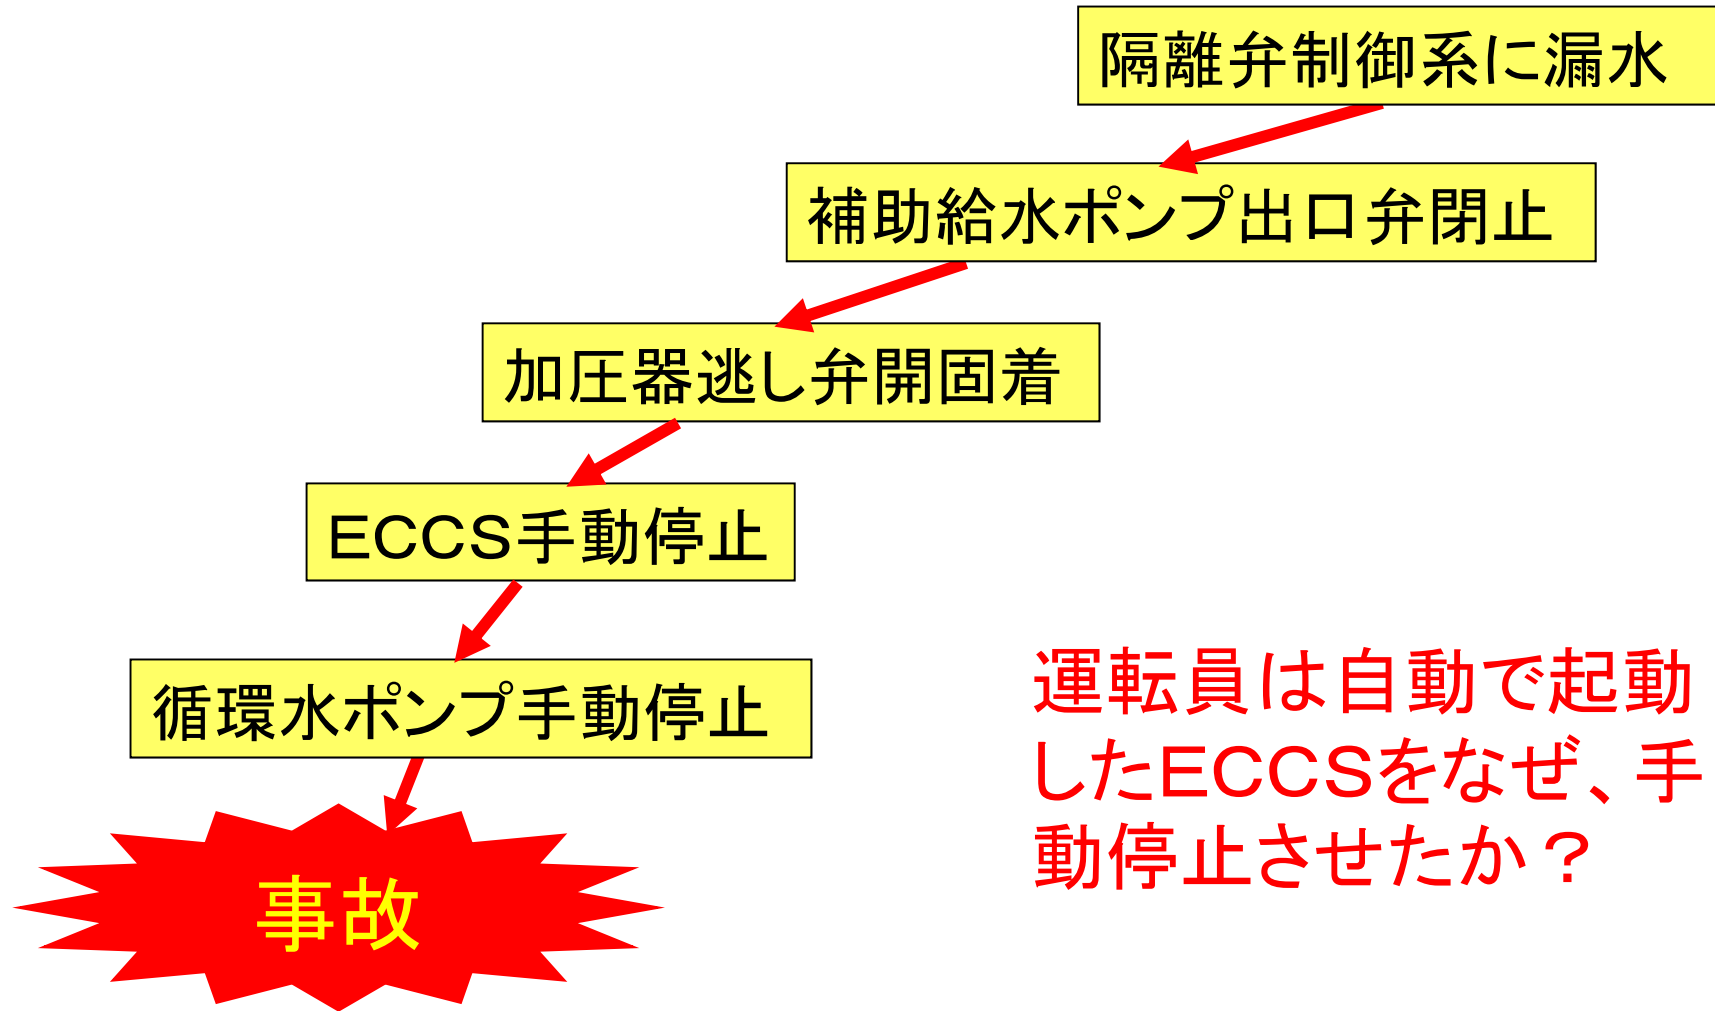 隔離弁制御系に漏水
補助給水ポンプ出口弁閉止
加圧器逃し弁開固着
ECCS手動停止
循環水ポンプ手動停止
事故
運転員は自動で起動
したECCSをなぜ、手
動停止させたか？